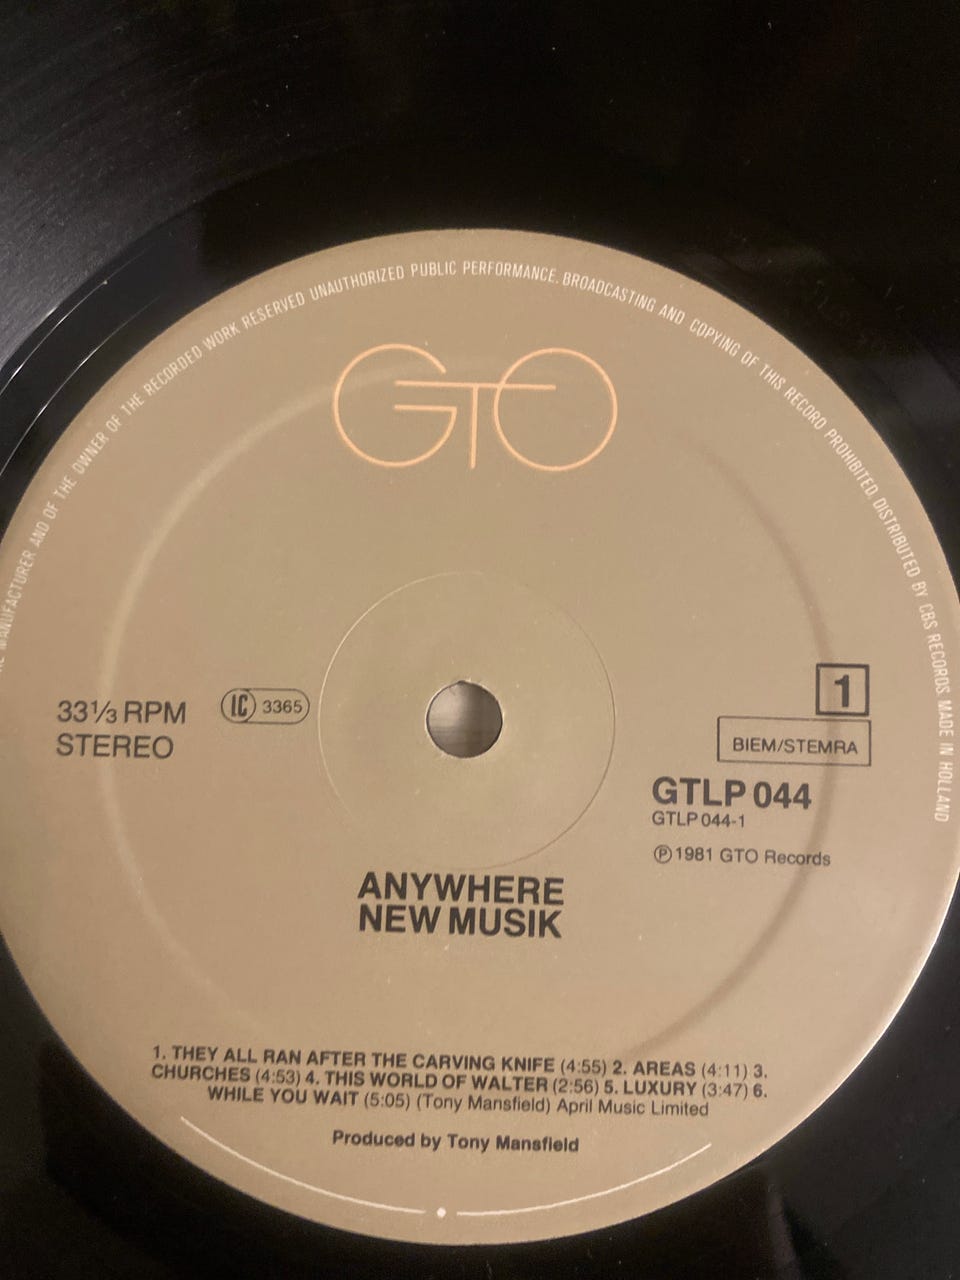 MANUFACTURER AND OF THE OWNER OF THE RECORDED WORK RESERVED UNAUTHORIZED PUBLIC PERFORMANCE. BROADCASTING AND COPYING OF THIS RECORD PROHIBITED DISTRIBUTED BY CBS RECORDS. MADE IN HOLLAND
GTO
33⅓ RPM
STEREO
IC 3365
1
BIEM/STEMRA
GTLP 044
GTLP 044-1
Ⓟ 1981 GTO Records
ANYWHERE
NEW MUSIK
1. THEY ALL RAN AFTER THE CARVING KNIFE (4:55) 2. AREAS (4:11) 3.
CHURCHES (4:53) 4. THIS WORLD OF WALTER (2:56) 5. LUXURY (3:47) 6.
WHILE YOU WAIT (5:05) (Tony Mansfield) April Music Limited
Produced by Tony Mansfield